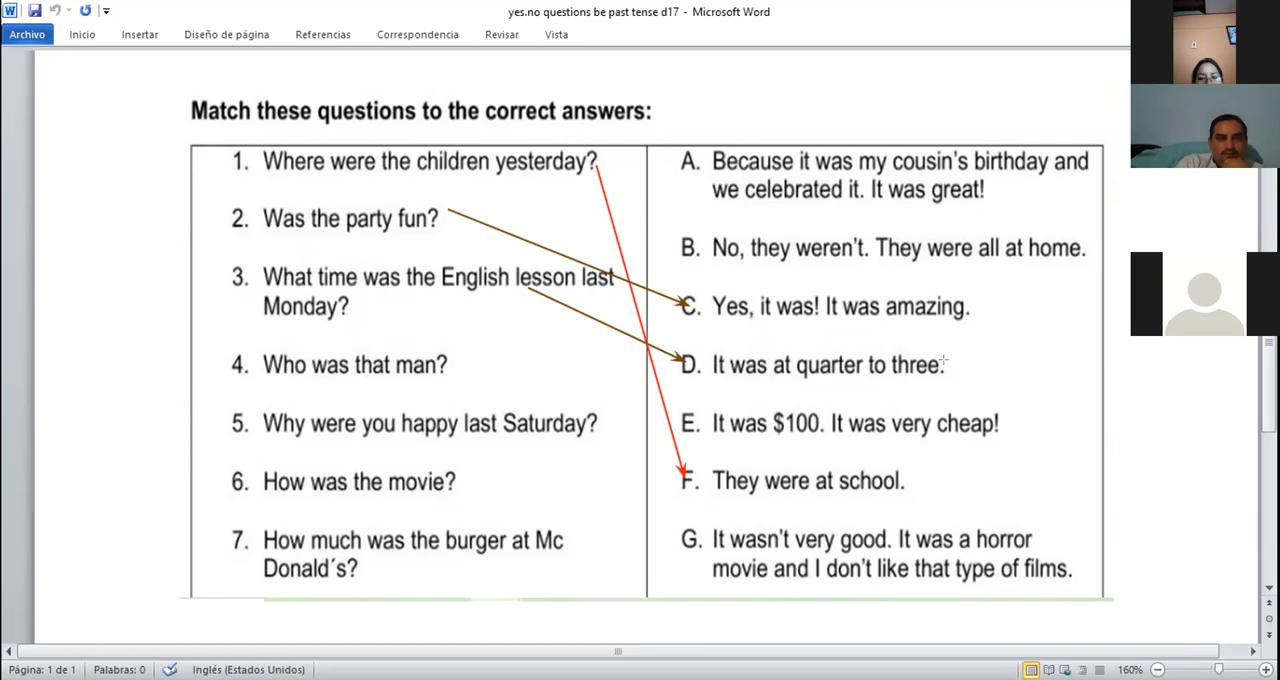 yes.no questions be past tense d17 - Microsoft Word
Archivo Inicio Insertar Diseño de página Referencias Correspondencia Revisar Vista
Match these questions to the correct answers:
1. Where were the children yesterday?
2. Was the party fun?
3. What time was the English lesson last
Monday?
4. Who was that man?
5. Why were you happy last Saturday?
6. How was the movie?
7. How much was the burger at Mc
Donald´s?
A. Because it was my cousin's birthday and
we celebrated it. It was great!
B. No, they weren't. They were all at home.
C. Yes, it was! It was amazing.
D. It was at quarter to three.
E. It was $100. It was very cheap!
F. They were at school.
G. It wasn't very good. It was a horror
movie and I don't like that type of films.
Página: 1 de 1 Palabras: 0 Inglés (Estados Unidos) 160%